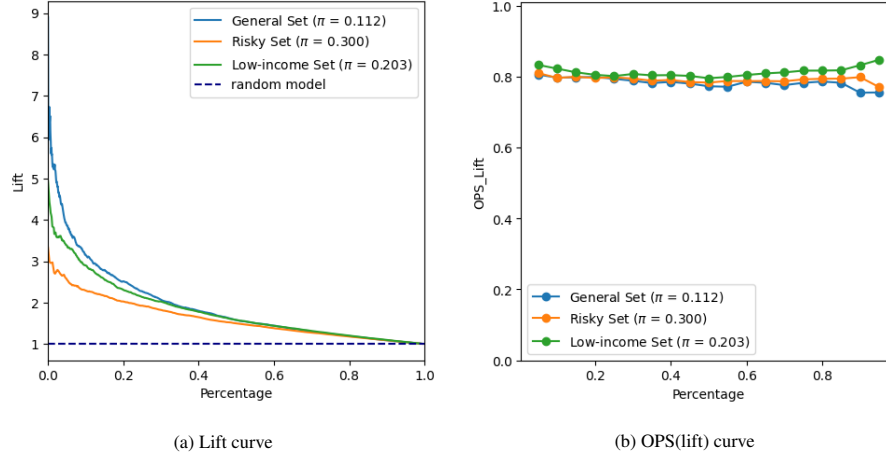 9
8
7
6
5
4
3
2
1
Lift
General Set (π = 0.112)
Risky Set (π = 0.300)
Low-income Set (π = 0.203)
random model
0.0 0.2 0.4 0.6 0.8 1.0
Percentage
(a) Lift curve
1.0
0.8
0.6
0.4
0.2
0.0
OPS_Lift
General Set (π = 0.112)
Risky Set (π = 0.300)
Low-income Set (π = 0.203)
0.2 0.4 0.6 0.8
Percentage
(b) OPS(lift) curve